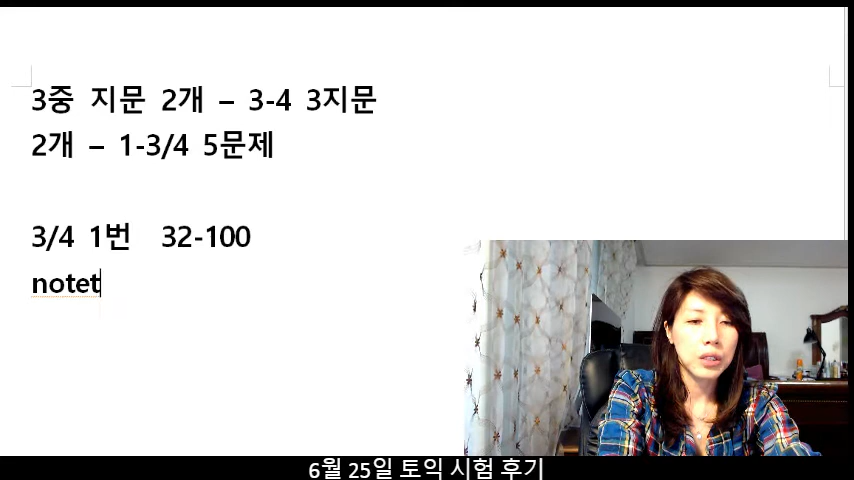 3중 지문 2개 – 3-4 3지문
2개 – 1-3/4 5문제
3/4 1번 32-100
notet
6월 25일 토익 시험 후기